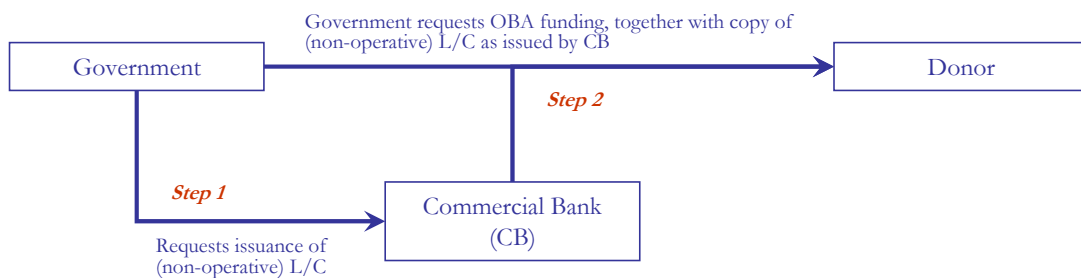 Government requests OBA funding, together with copy of
(non-operative) L/C as issued by CB
Government
Donor
Step 2
Step 1
Commercial Bank
(CB)
Requests issuance of
(non-operative) L/C